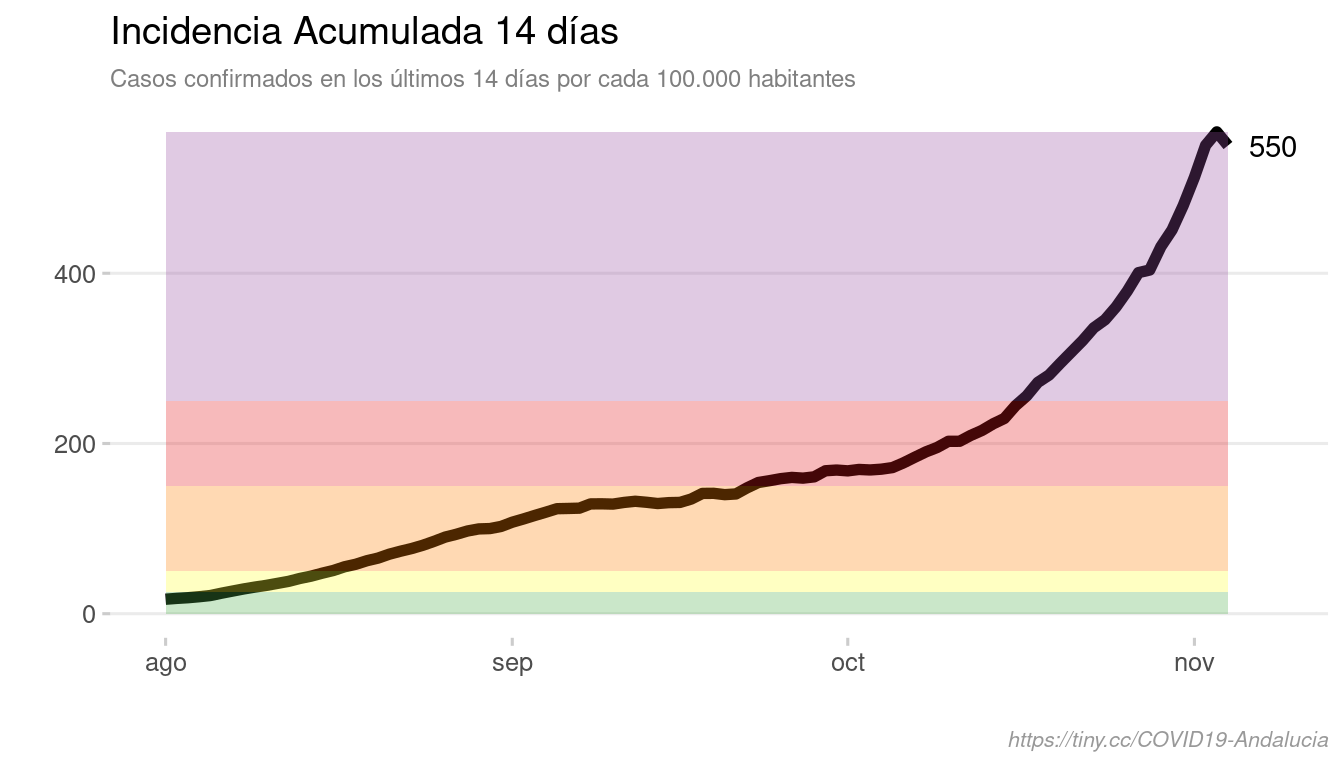 Incidencia Acumulada 14 días
Casos confirmados en los últimos 14 días por cada 100.000 habitantes
550
400
200
0
ago sep oct nov
https://tiny.cc/COVID19-Andalucia